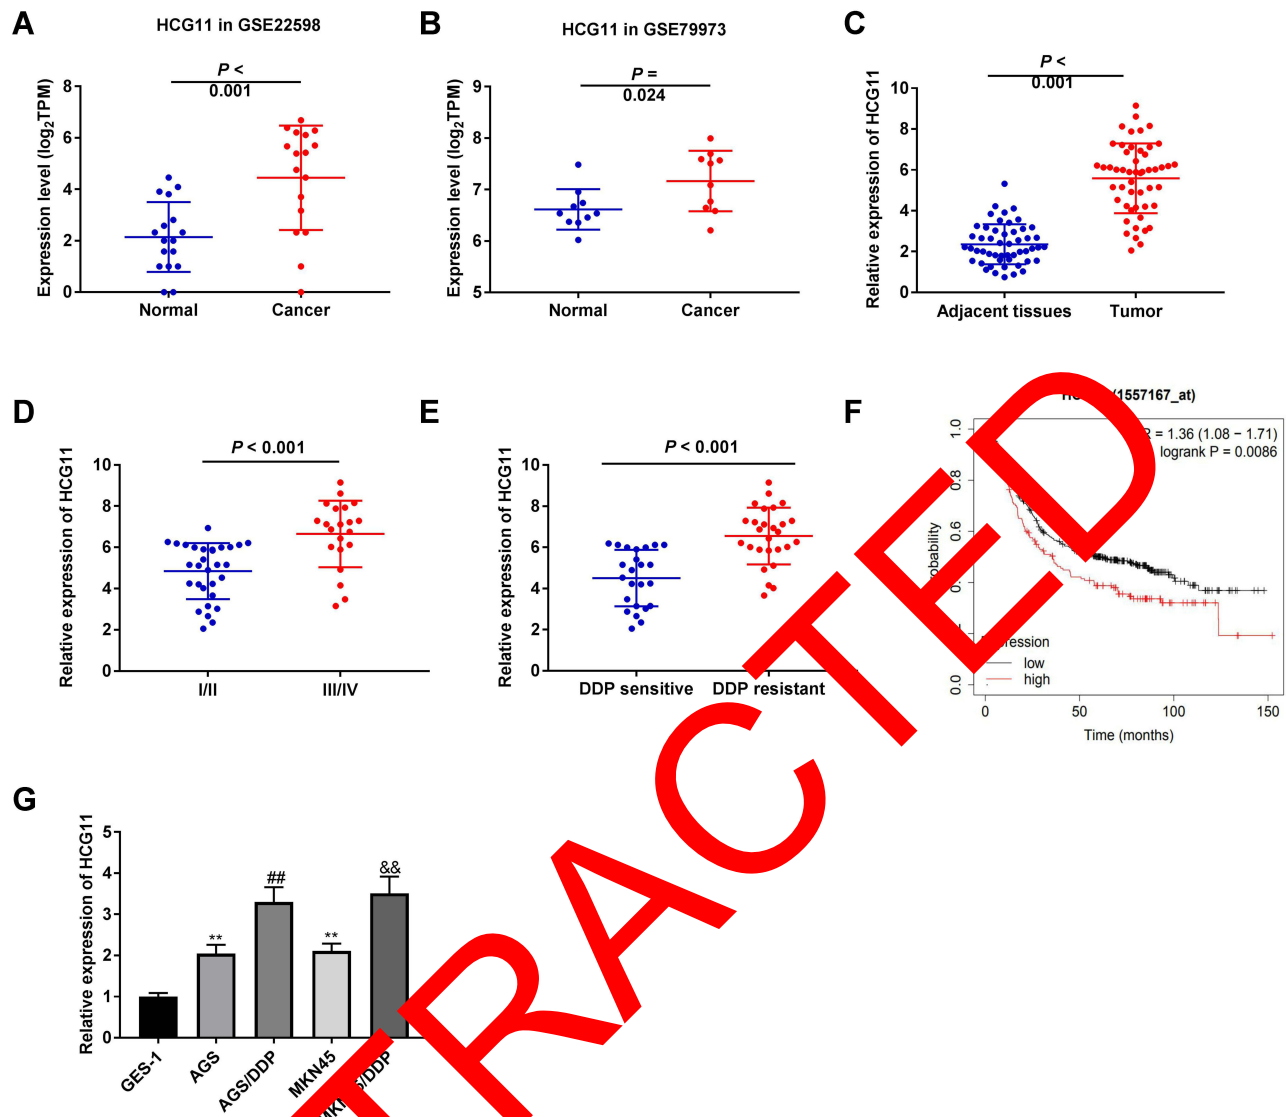 A
HCG11 in GSE22598
P <
0.001
Expression level (log2TPM)
8
6
4
2
0
Normal
Cancer
B
HCG11 in GSE79973
P =
0.024
Expression level (log2TPM)
9
8
7
6
5
Normal
Cancer
C
P <
0.001
Relative expression of HCG11
10
8
6
4
2
0
Adjacent tissues
Tumor
D
P < 0.001
Relative expression of HCG11
10
8
6
4
2
0
I/II
III/IV
E
P < 0.001
Relative expression of HCG11
10
8
6
4
2
0
DDP sensitive
DDP resistant
F
(1557167_at)
= 1.36 (1.08 − 1.71)
logrank P = 0.0086
1.0
0.8
0.6
0.4
0.0
low
high
0
50
100
150
Time (months)
G
Relative expression of HCG11
5
4
3
2
1
0
**
##
**
&&
GES-1
AGS
AGS/DDP
MKN45
/DDP
TRACTED